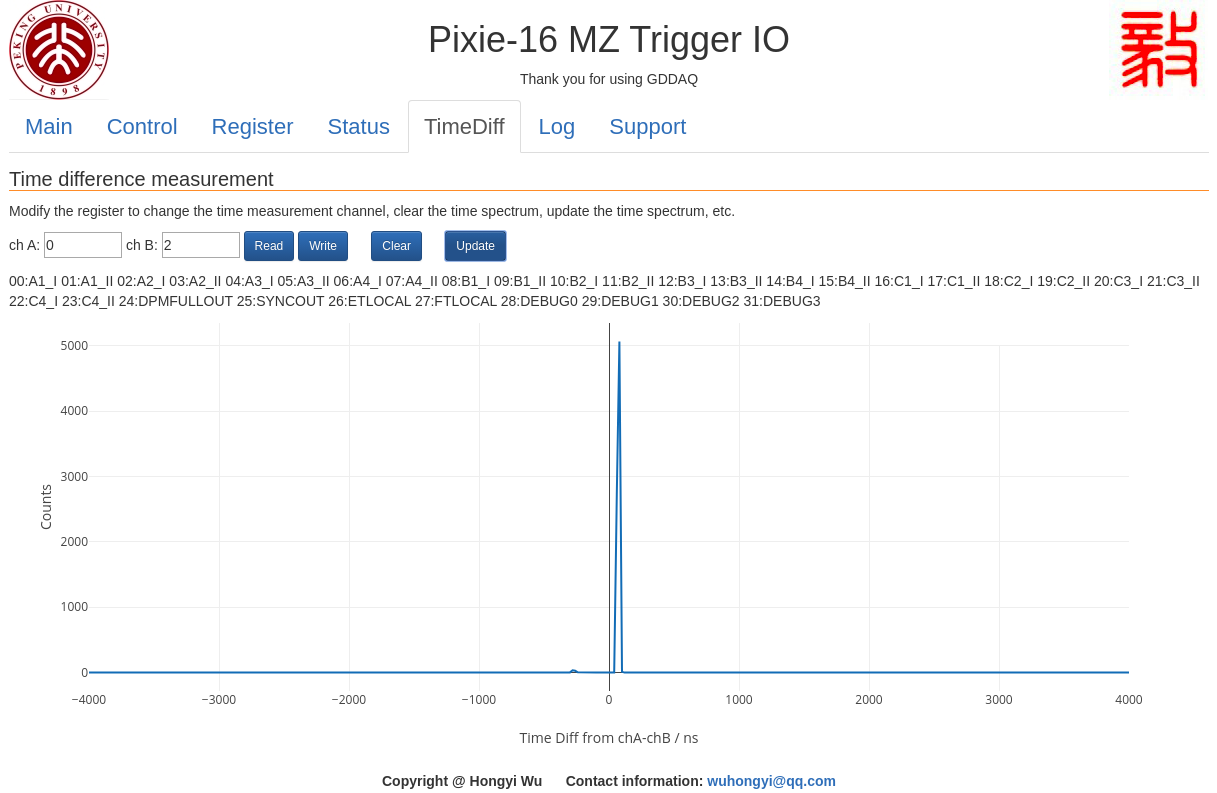 PEKING UNIVERSITY
1898
Pixie-16 MZ Trigger IO
Thank you for using GDDAQ
Main Control Register Status TimeDiff Log Support
Time difference measurement
Modify the register to change the time measurement channel, clear the time spectrum, update the time spectrum, etc.
ch A: 0 ch B: 2 Read Write Clear Update
00:A1_I 01:A1_II 02:A2_I 03:A2_II 04:A3_I 05:A3_II 06:A4_I 07:A4_II 08:B1_I 09:B1_II 10:B2_I 11:B2_II 12:B3_I 13:B3_II 14:B4_I 15:B4_II 16:C1_I 17:C1_II 18:C2_I 19:C2_II 20:C3_I 21:C3_II
22:C4_I 23:C4_II 24:DPMFULLOUT 25:SYNCOUT 26:ETLOCAL 27:FTLOCAL 28:DEBUG0 29:DEBUG1 30:DEBUG2 31:DEBUG3
5000
4000
3000
Counts
2000
1000
0
−4000 −3000 −2000 −1000 0 1000 2000 3000 4000
Time Diff from chA-chB / ns
Copyright @ Hongyi Wu Contact information: wuhongyi@qq.com